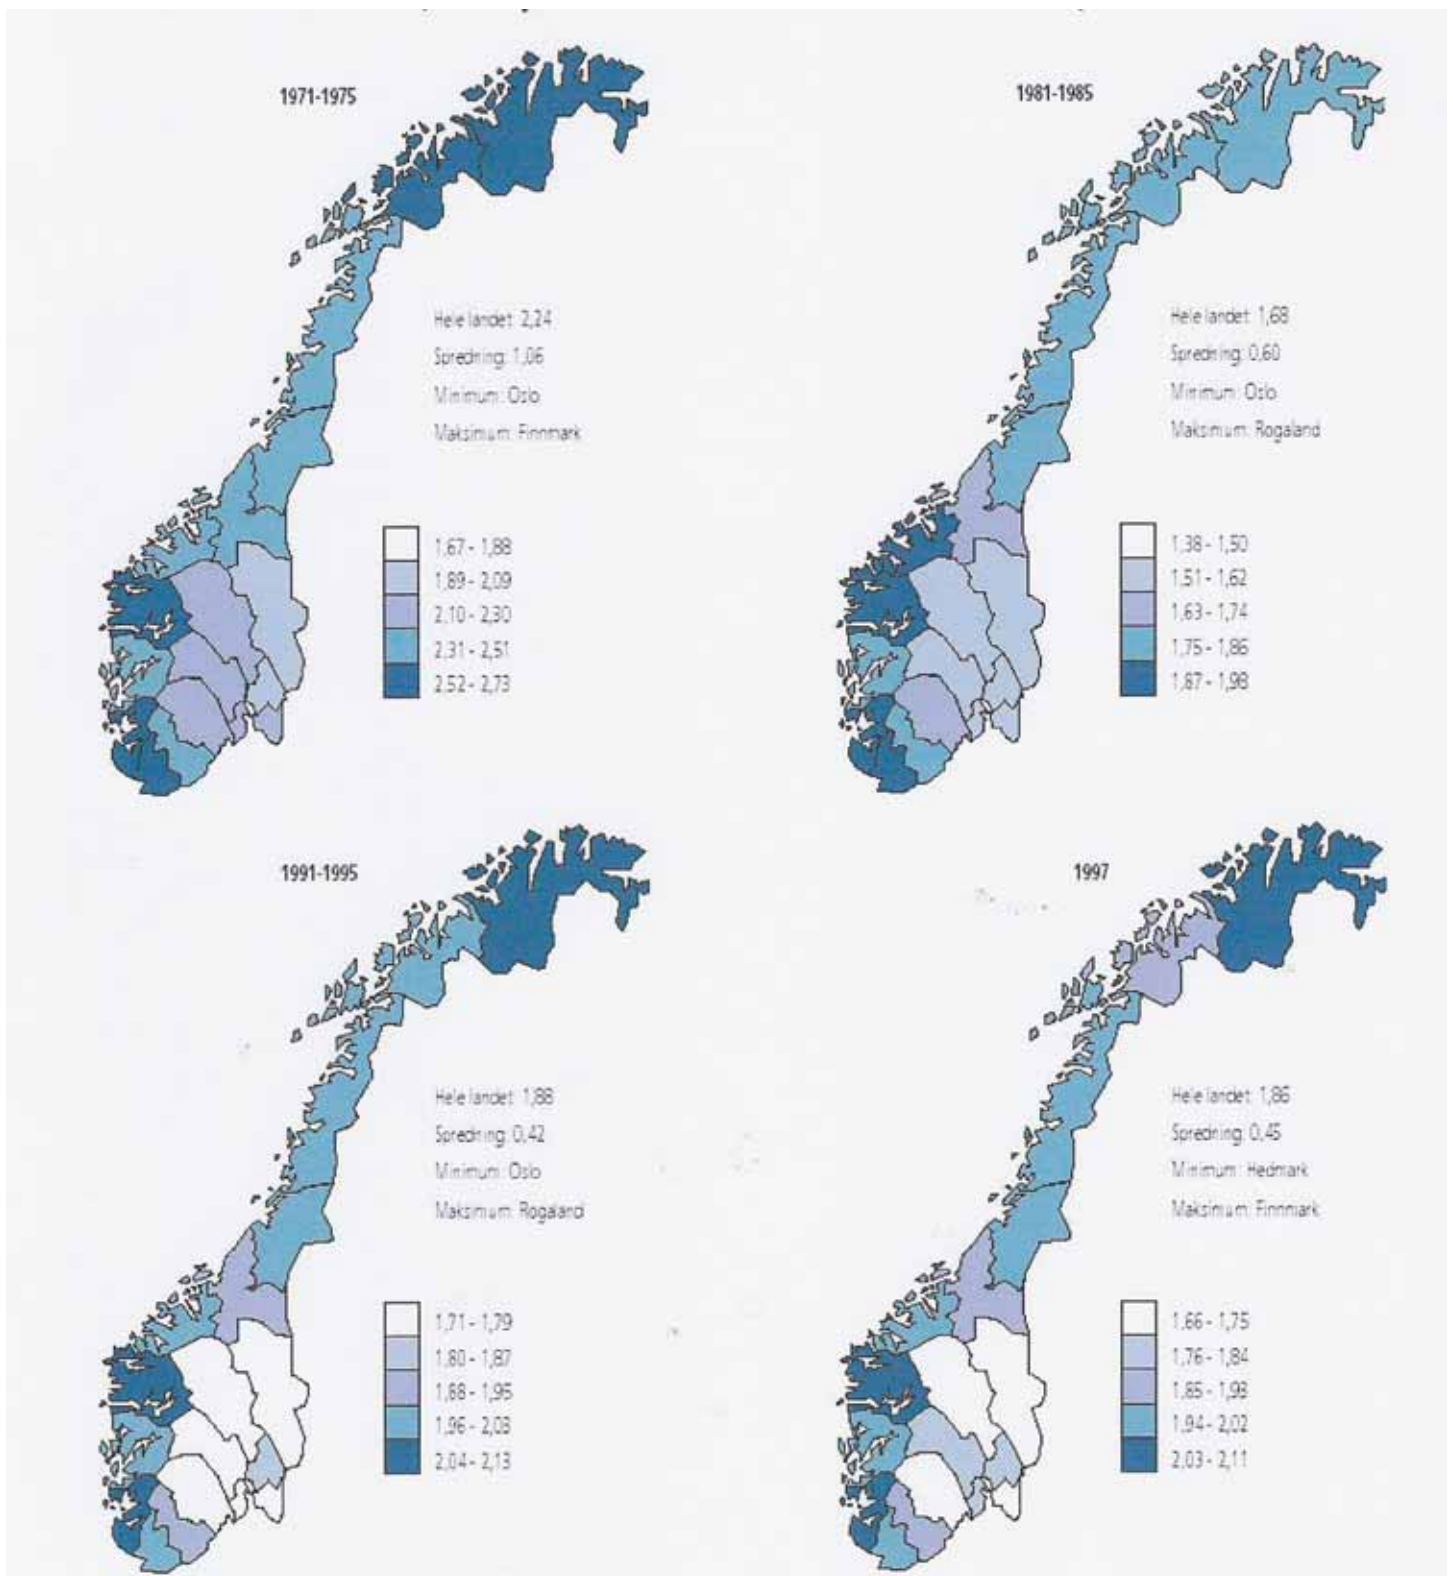 1971-1975
Hele landet: 2,24
Spredning: 1,06
Minimum: Oslo
Maksimum: Finnmark
1,67 - 1,88
1,89 - 2,09
2,10 - 2,30
2,31 - 2,51
2,52 - 2,73
1981-1985
Hele landet: 1,68
Spredning: 0,60
Minimum: Oslo
Maksimum: Rogaland
1,38 - 1,50
1,51 - 1,62
1,63 - 1,74
1,75 - 1,86
1,87 - 1,98
1991-1995
Hele landet: 1,88
Spredning: 0,42
Minimum: Oslo
Maksimum: Rogaland
1,71 - 1,79
1,80 - 1,87
1,88 - 1,95
1,96 - 2,03
2,04 - 2,13
1997
Hele landet: 1,86
Spredning: 0,45
Minimum: Hedmark
Maksimum: Finnmark
1,66 - 1,75
1,76 - 1,84
1,85 - 1,93
1,94 - 2,02
2,03 - 2,11